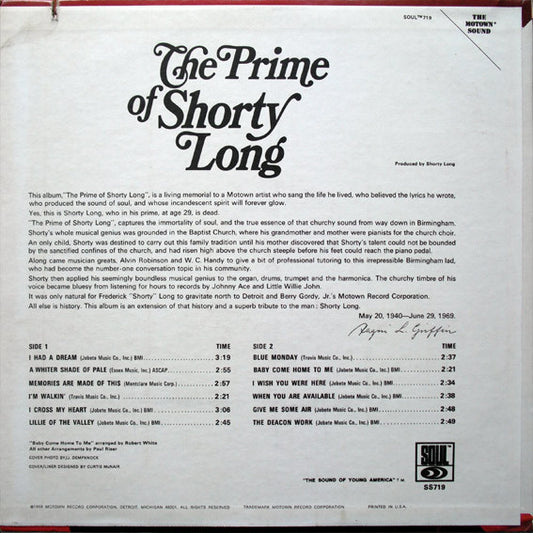 SOUL™719
THE
MOTOWN®
SOUND
The Prime
of Shorty
Long
Produced by Shorty Long
This album,"The Prime of Shorty Long", is a living memorial to a Motown artist who sang the life he lived, who believed the lyrics he wrote,
who produced the sound of soul, and whose incandescent spirit will forever glow.
Yes, this is Shorty Long, who in his prime, at age 29, is dead.
"The Prime of Shorty Long", captures the immortality of soul, and the true essence of that churchy sound from way down in Birmingham.
Shorty's whole musical genius was grounded in the Baptist Church, where his grandmother and mother were pianists for the church choir.
An only child, Shorty was destined to carry out this family tradition until his mother discovered that Shorty's talent could not be bounded
by the sanctified confines of the church, and had risen high above the church steeple before his feet could reach the piano pedal.
Along came musician greats, Alvin Robinson and W. C. Handy to give a bit of professional tutoring to this irrepressible Birmingham lad,
who had become the number-one conversation topic in his community.
Shorty then applied his seemingly boundless musical genius to the organ, drums, trumpet and the harmonica. The churchy timbre of his
voice became bluesy from listening for hours to records by Johnny Ace and Little Willie John.
It was only natural for Frederick "Shorty" Long to gravitate north to Detroit and Berry Gordy, Jr.'s Motown Record Corporation.
All else is history. This album is an extension of that history and a superb tribute to the man : Shorty Long.
May 20, 1940—June 29, 1969.
L. Griffin
SIDE 1 TIME
I HAD A DREAM (Jobete Music Co., Inc.) BMI 3:19
A WHITER SHADE OF PALE (Essex Music, Inc.) ASCAP 2:55
MEMORIES ARE MADE OF THIS (Montclare Music Corp.) 2:57
I'M WALKIN' (Travis Music Co., Inc.) 2:21
I CROSS MY HEART (Jobete Music Co., Inc.) BMI 3:06
LILLIE OF THE VALLEY (Jobete Music Co., Inc.) BMI 2:45
SIDE 2 TIME
BLUE MONDAY (Travis Music Co., Inc.) 2:37
BABY COME HOME TO ME (Jobete Music Co., Inc.) BMI 2:21
I WISH YOU WERE HERE (Jobete Music Co., Inc.) BMI 2:34
WHEN YOU ARE AVAILABLE (Jobete Music Co., Inc.) BMI 2:38
GIVE ME SOME AIR (Jobete Music Co., Inc.) BMI 2:48
THE DEACON WORK (Jobete Music Co., Inc.) BMI 2:49
"Baby Come Home To Me" arranged by Robert White
All other Arrangements by Paul Riser
COVER PHOTO BY
COVER/LINER DESIGNED BY CURTIS McNAIR
"THE SOUND OF YOUNG AMERICA" T M
SOUL
SS719
MOTOWN RECORD CORPORATION, DETROIT, MICHIGAN 48201, ALL RIGHTS RESERVED
TRADEMARK MOTOWN RECORD CORPORATION,
PRINTED IN U.S.A.